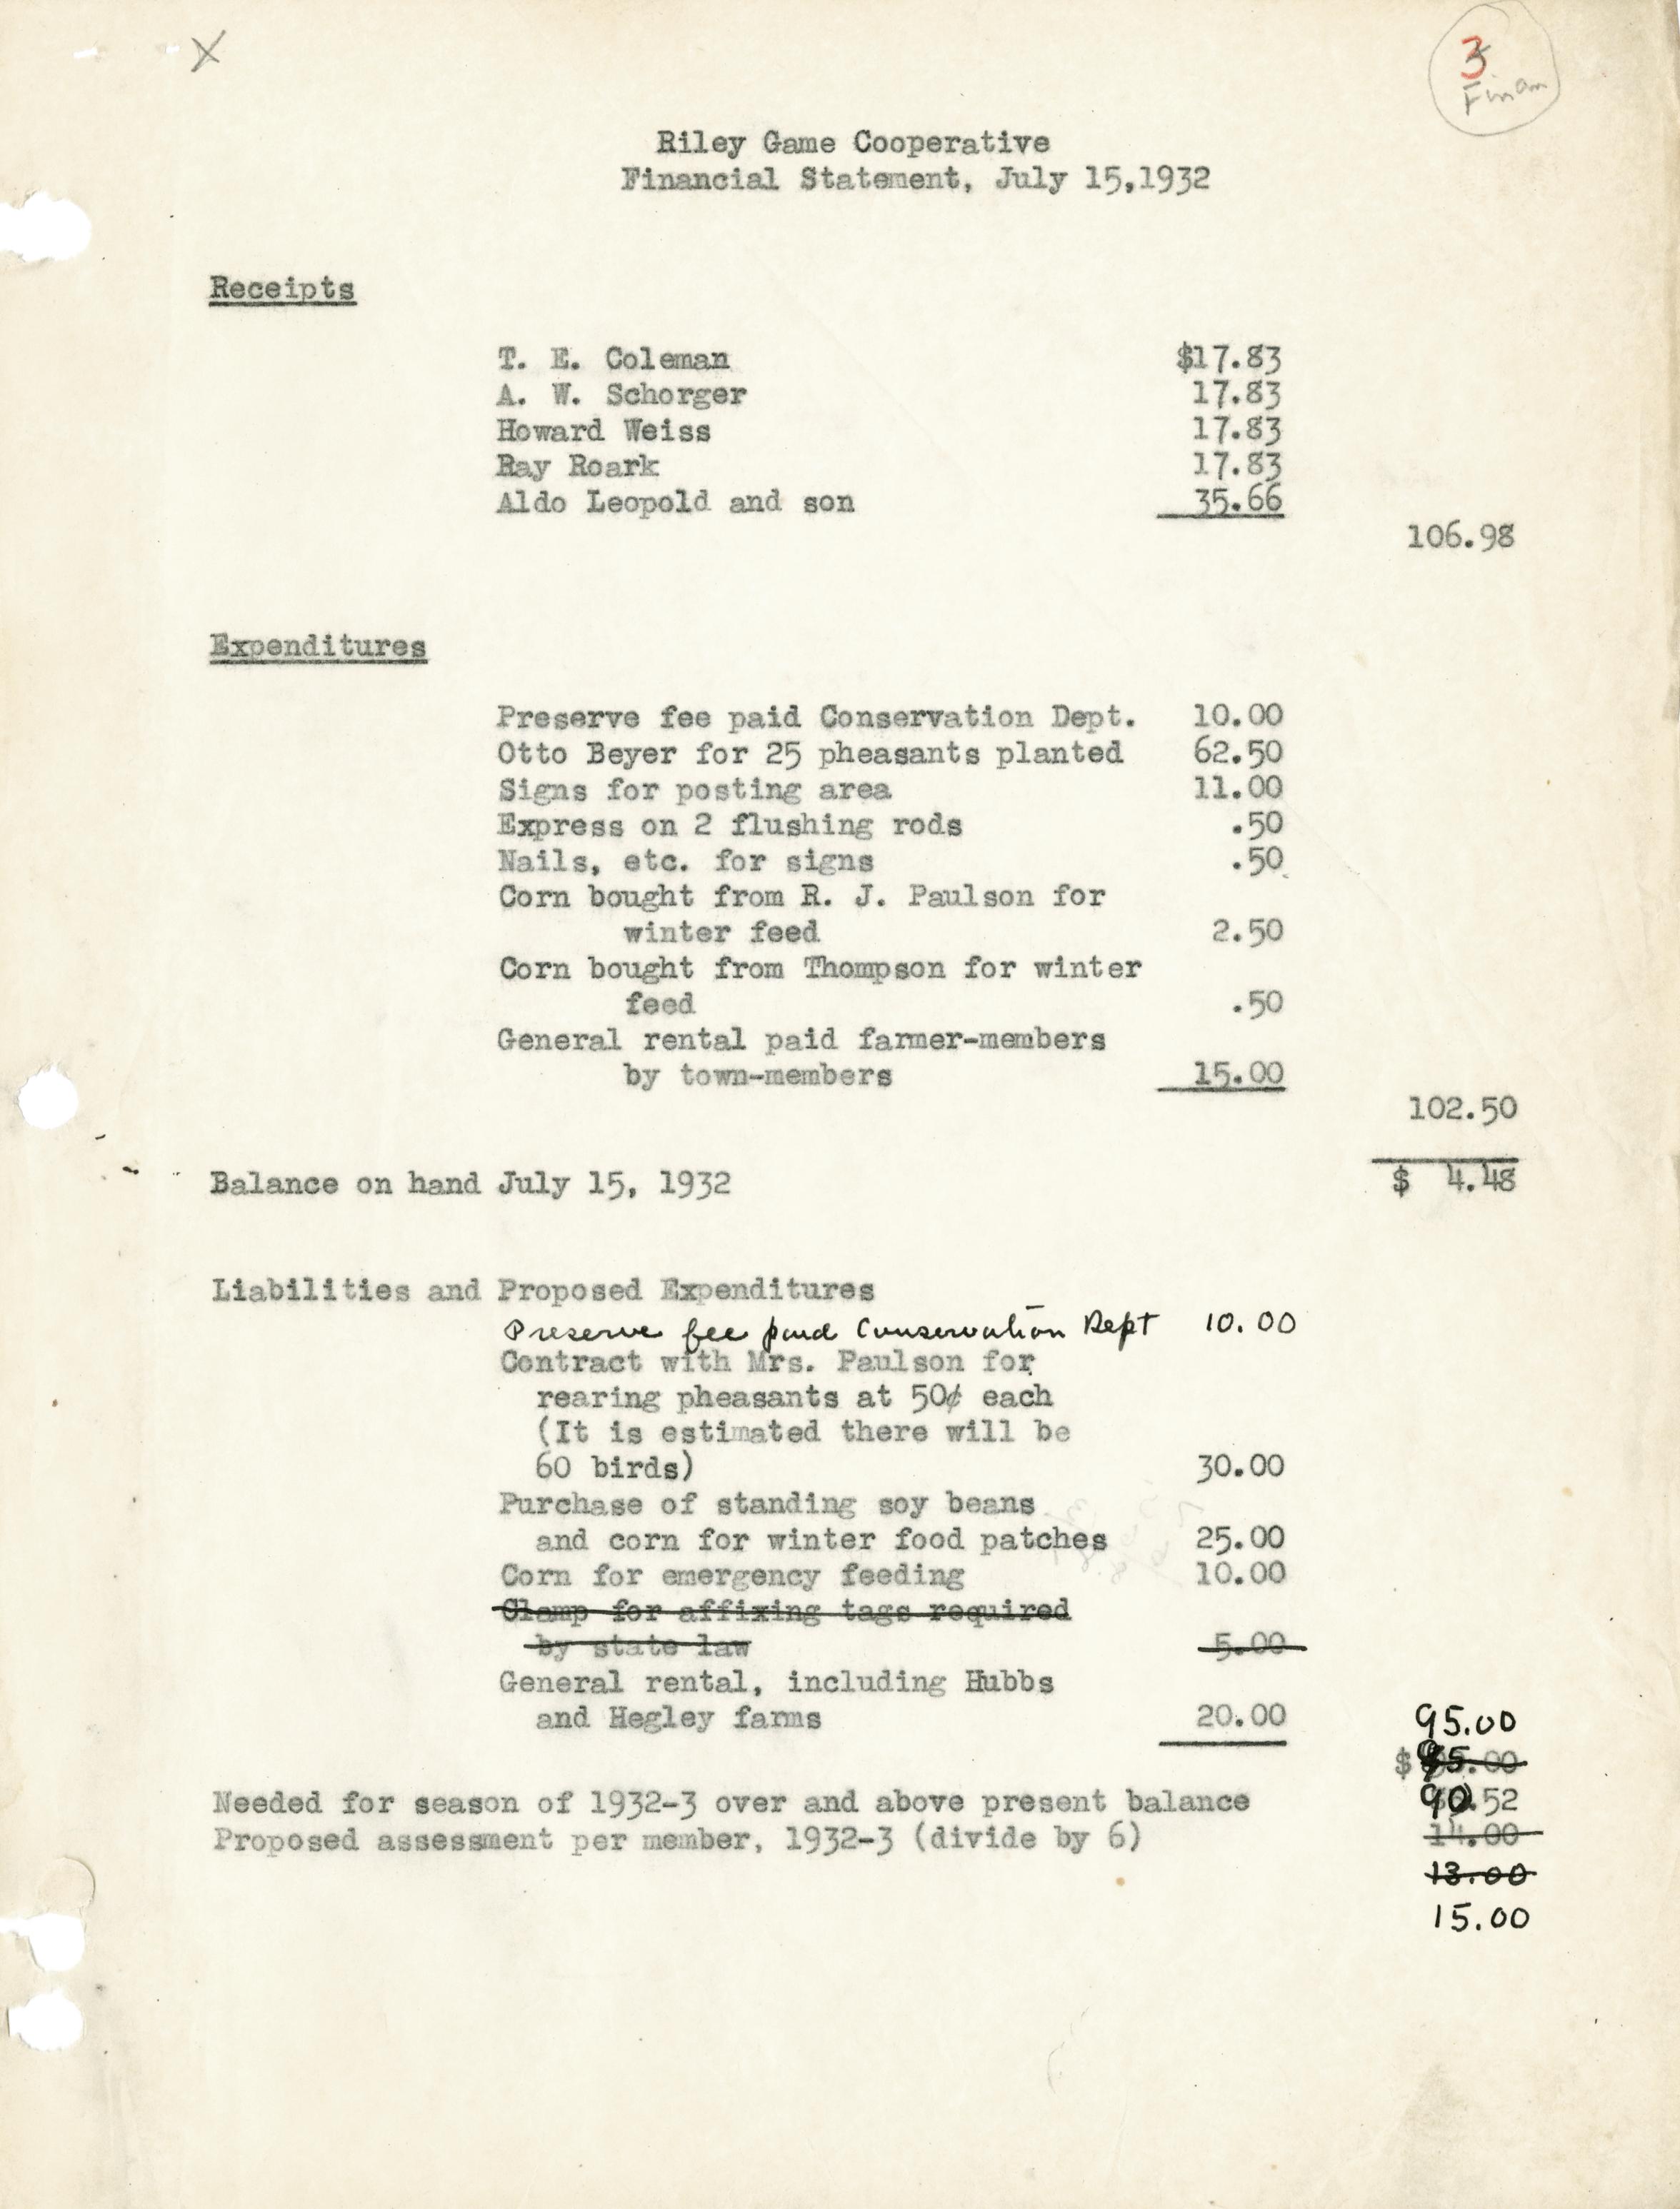 X
3
Finan
Riley Game Cooperative
Financial Statement, July 15,1932
Receipts
T. E. Coleman $17.83
A. W. Schorger 17.83
Howard Weiss 17.83
Ray Roark 17.83
Aldo Leopold and son 35.66
106.98
Expenditures
Preserve fee paid Conservation Dept. 10.00
Otto Beyer for 25 pheasants planted 62.50
Signs for posting area 11.00
Express on 2 flushing rods .50
Nails, etc. for signs .50
Corn bought from R. J. Paulson for
winter feed 2.50
Corn bought from Thompson for winter
feed .50
General rental paid farmer-members
by town-members 15.00
102.50
Balance on hand July 15, 1932 $ 4.48
Liabilities and Proposed Expenditures
Preserve fee paid Conservation Dept 10.00
Contract with Mrs. Paulson for
rearing pheasants at 50¢ each
(It is estimated there will be
60 birds) 30.00
Purchase of standing soy beans
and corn for winter food patches 25.00
Corn for emergency feeding 10.00
Clamp for affixing tags required
by state law 5.00
General rental, including Hubbs
and Hegley farms 20.00 95.00
$
Needed for season of 1932-3 over and above present balance 90.52
Proposed assessment per member, 1932-3 (divide by 6) 14.00
13.00
15.00